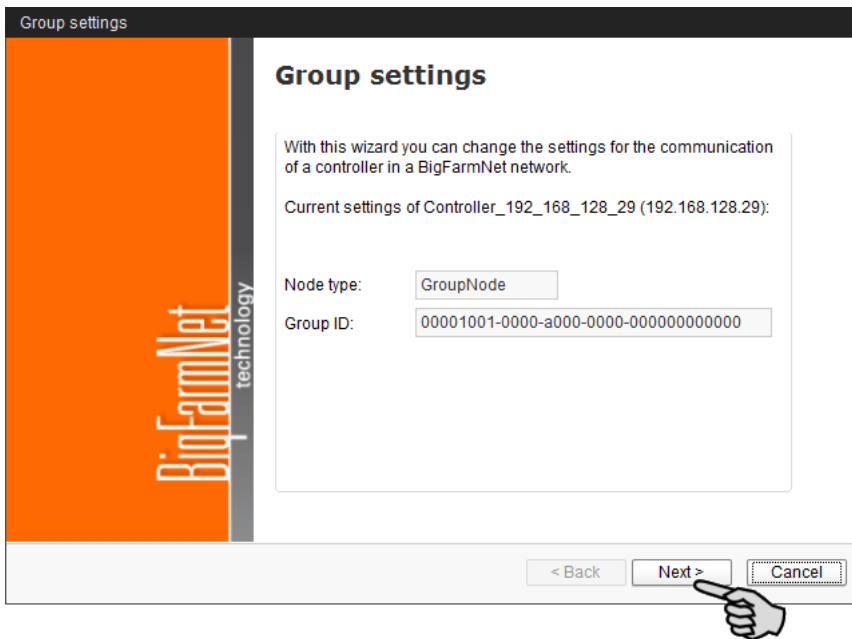 Group settings
Group settings
With this wizard you can change the settings for the communication
of a controller in a BigFarmNet network.
Current settings of Controller_192_168_128_29 (192.168.128.29):
Node type: GroupNode
Group ID: 00001001-0000-a000-0000-000000000000
BigFarmNet
technology
< Back Next > Cancel